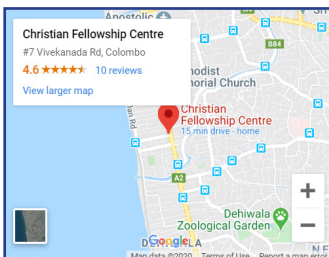 Apostolic
Christian Fellowship Centre
#7 Vivekanada Rd, Colombo
4.6
10 reviews
View larger map
B84
Church
Christian
Fellowship Centre
15 min drive - home
A2
Dehiwala
Zoological Garden
Google
Map data ©2020
Terms of Use
Report a map error